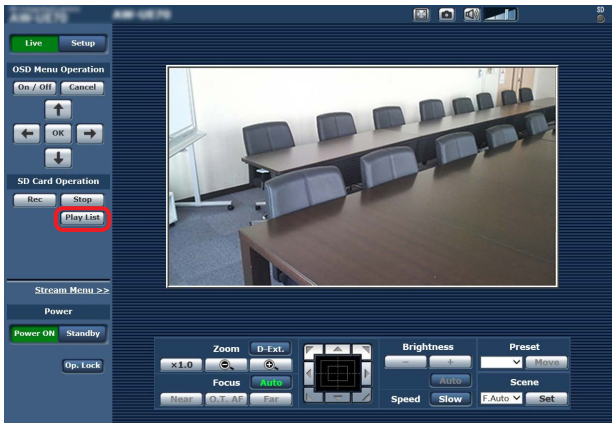 SD
Live Setup
OSD Menu Operation
On / Off Cancel
OK
SD Card Operation
Rec Stop
Play List
Stream Menu >>
Power
Power ON Standby
Op. Lock
Zoom D-Ext.
×1.0
Focus Auto
Near O.T. AF Far
Brightness
- +
Auto
Speed Slow
Preset
Move
Scene
F.Auto Set